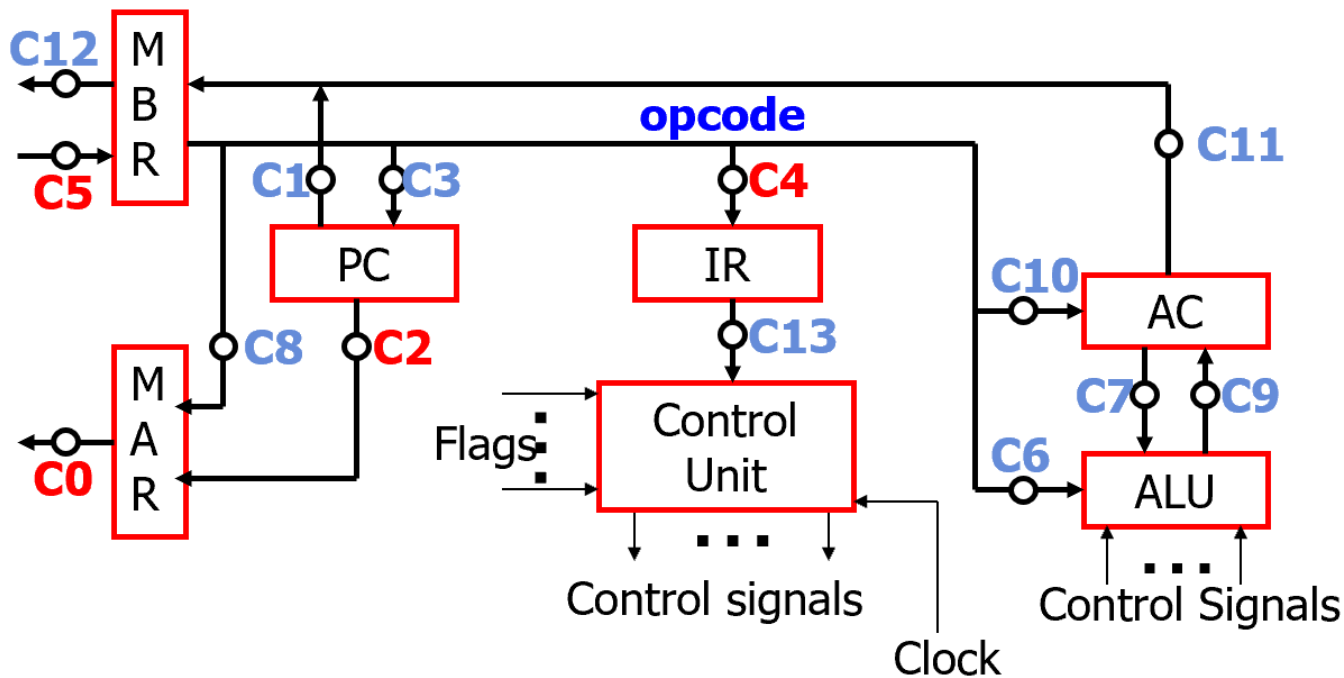 C12
M
B
R
C5
opcode
C1
C3
C4
C11
PC
IR
C10
AC
C8
C2
C13
C7
C9
M
A
R
C0
Flags
Control
Unit
C6
ALU
Control signals
Control Signals
Clock